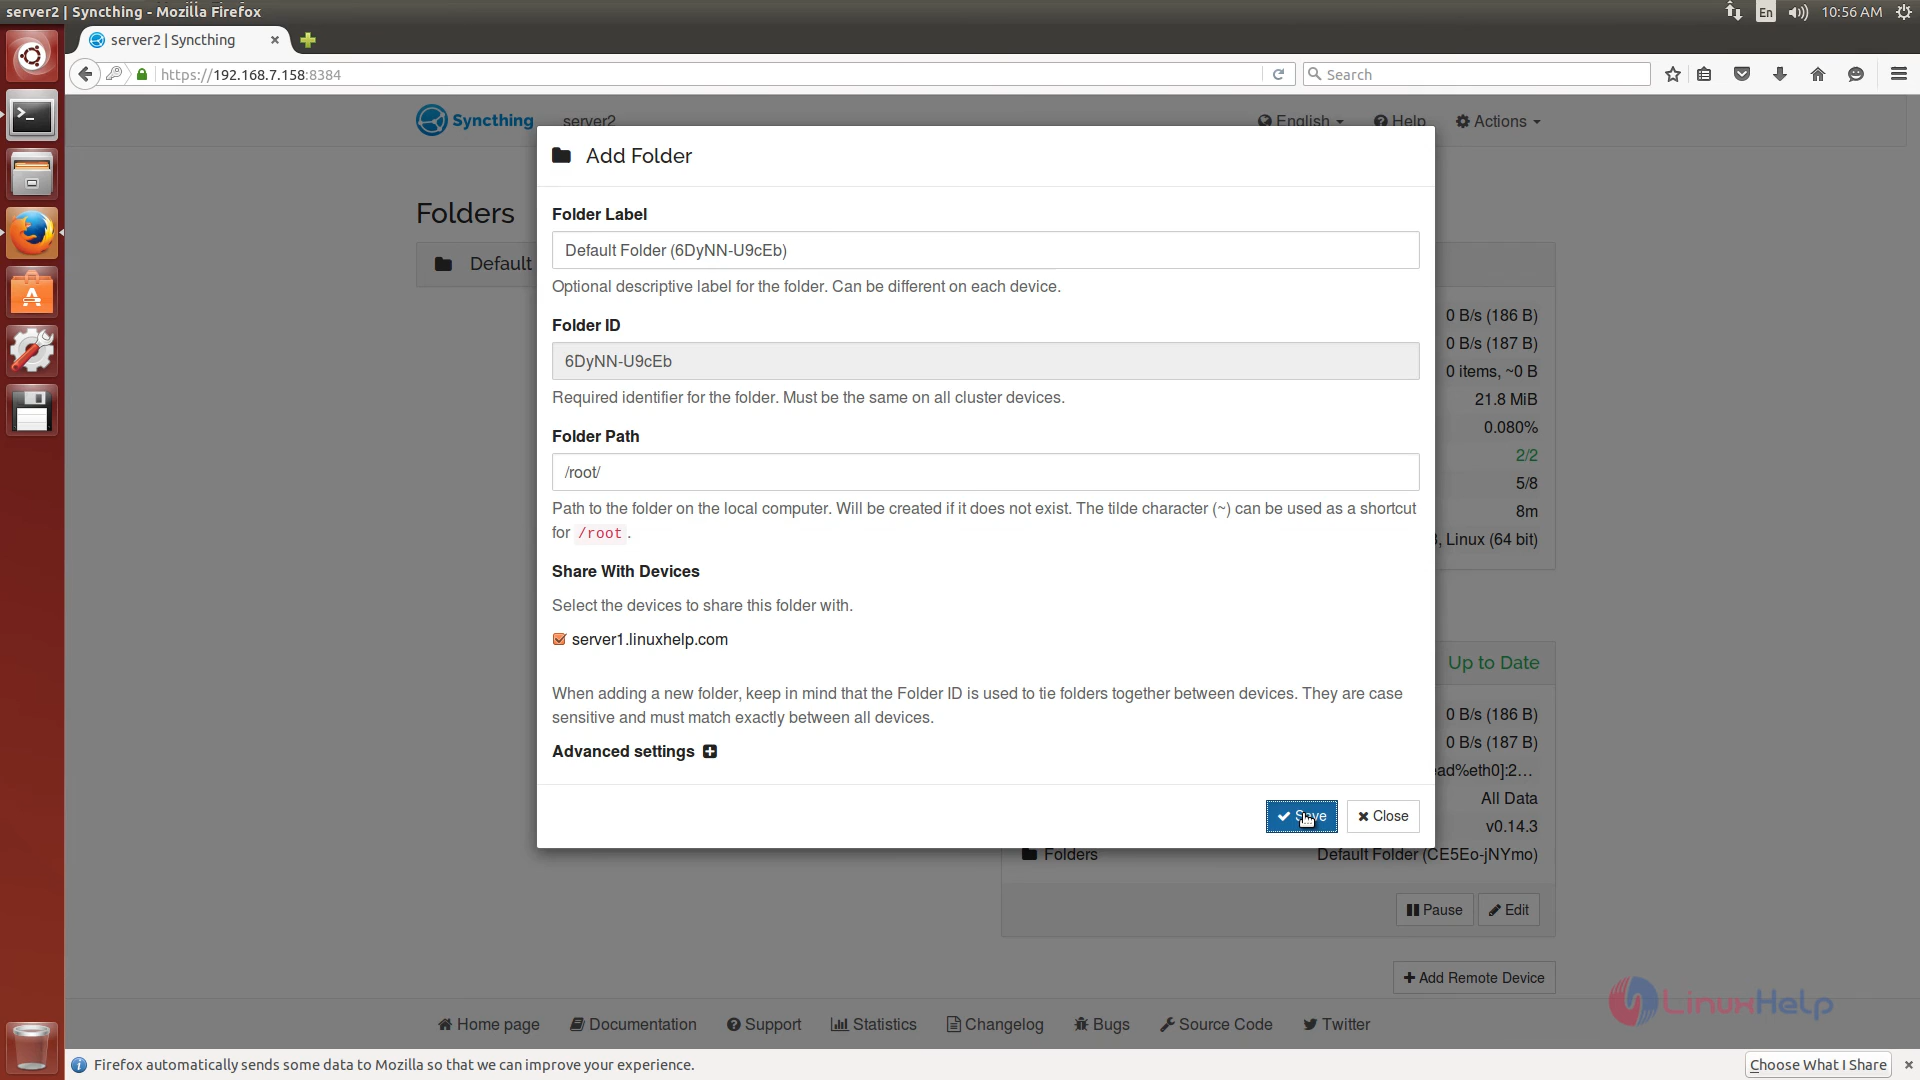 server2 | Syncthing - Mozilla Firefox
En
10:56 AM
server2 | Syncthing
https://192.168.7.158:8384
Search
Syncthing
server2
English
Help
Actions
Add Folder
Folders
Default
Folder Label
Default Folder (6DyNN-U9cEb)
Optional descriptive label for the folder. Can be different on each device.
Folder ID
6DyNN-U9cEb
Required identifier for the folder. Must be the same on all cluster devices.
Folder Path
/root/
Path to the folder on the local computer. Will be created if it does not exist. The tilde character (~) can be used as a shortcut
for /root .
Share With Devices
Select the devices to share this folder with.
server1.linuxhelp.com
When adding a new folder, keep in mind that the Folder ID is used to tie folders together between devices. They are case
sensitive and must match exactly between all devices.
Advanced settings
Save
Close
0 B/s (186 B)
0 B/s (187 B)
0 items, ~0 B
21.8 MiB
0.080%
2/2
5/8
8m
, Linux (64 bit)
Up to Date
0 B/s (186 B)
0 B/s (187 B)
ad%eth0]:2...
All Data
v0.14.3
Folders
Default Folder (CE5Eo-jNYmo)
Pause
Edit
Add Remote Device
LinuxHelp
Home page
Documentation
Support
Statistics
Changelog
Bugs
Source Code
Twitter
Firefox automatically sends some data to Mozilla so that we can improve your experience.
Choose What I Share